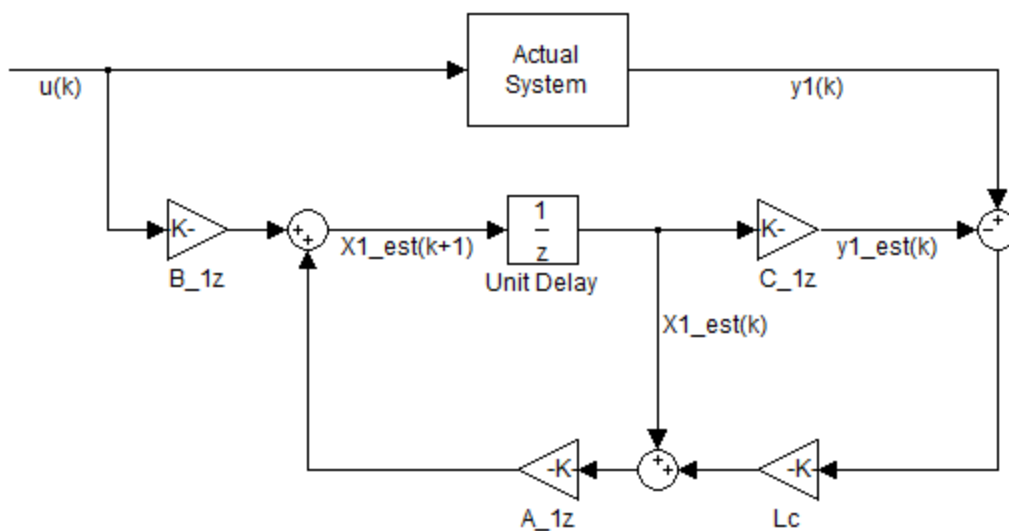 Actual
System
u(k)
y1(k)
K-
+
+
1
z
K-
+
-
B_1z
X1_est(k+1)
Unit Delay
C_1z
y1_est(k)
X1_est(k)
-K-
+
+
-K-
A_1z
Lc